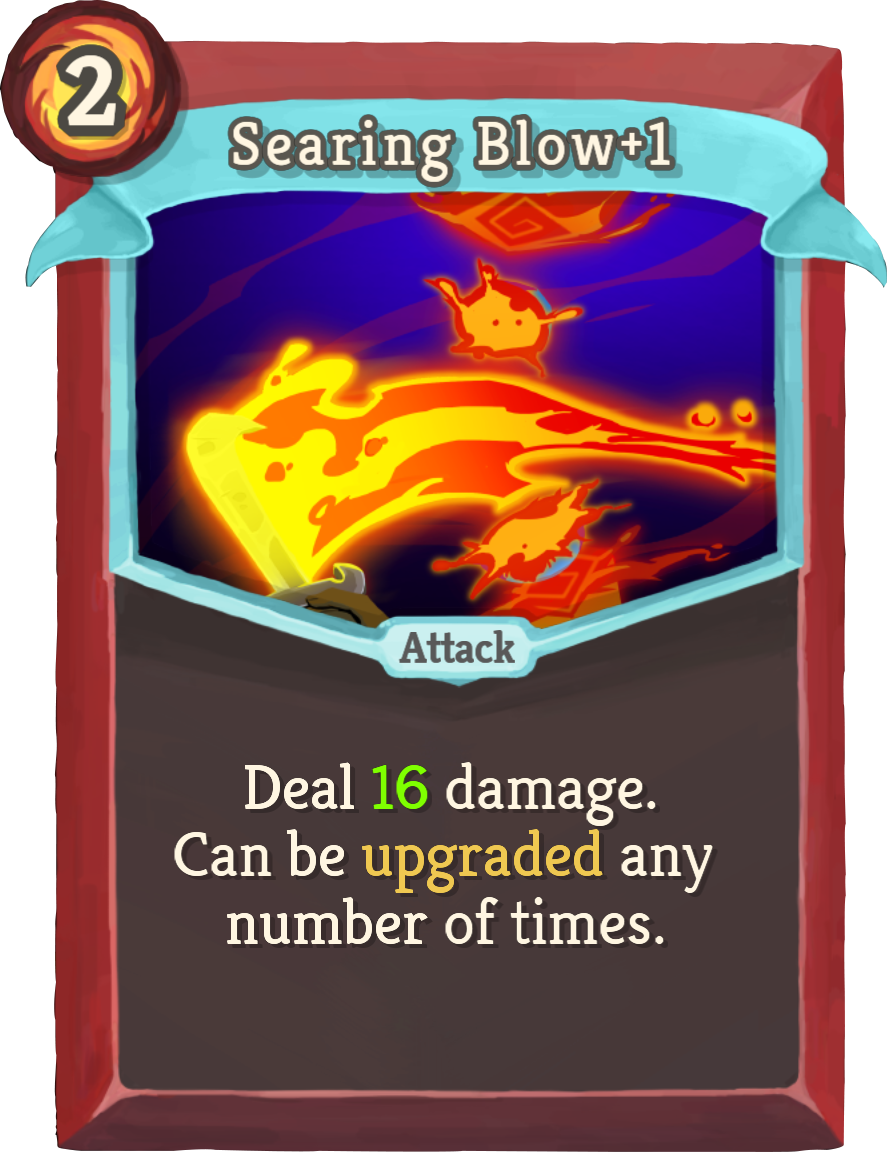 2
Searing Blow+1
Attack
Deal 16 damage.
Can be upgraded any
number of times.